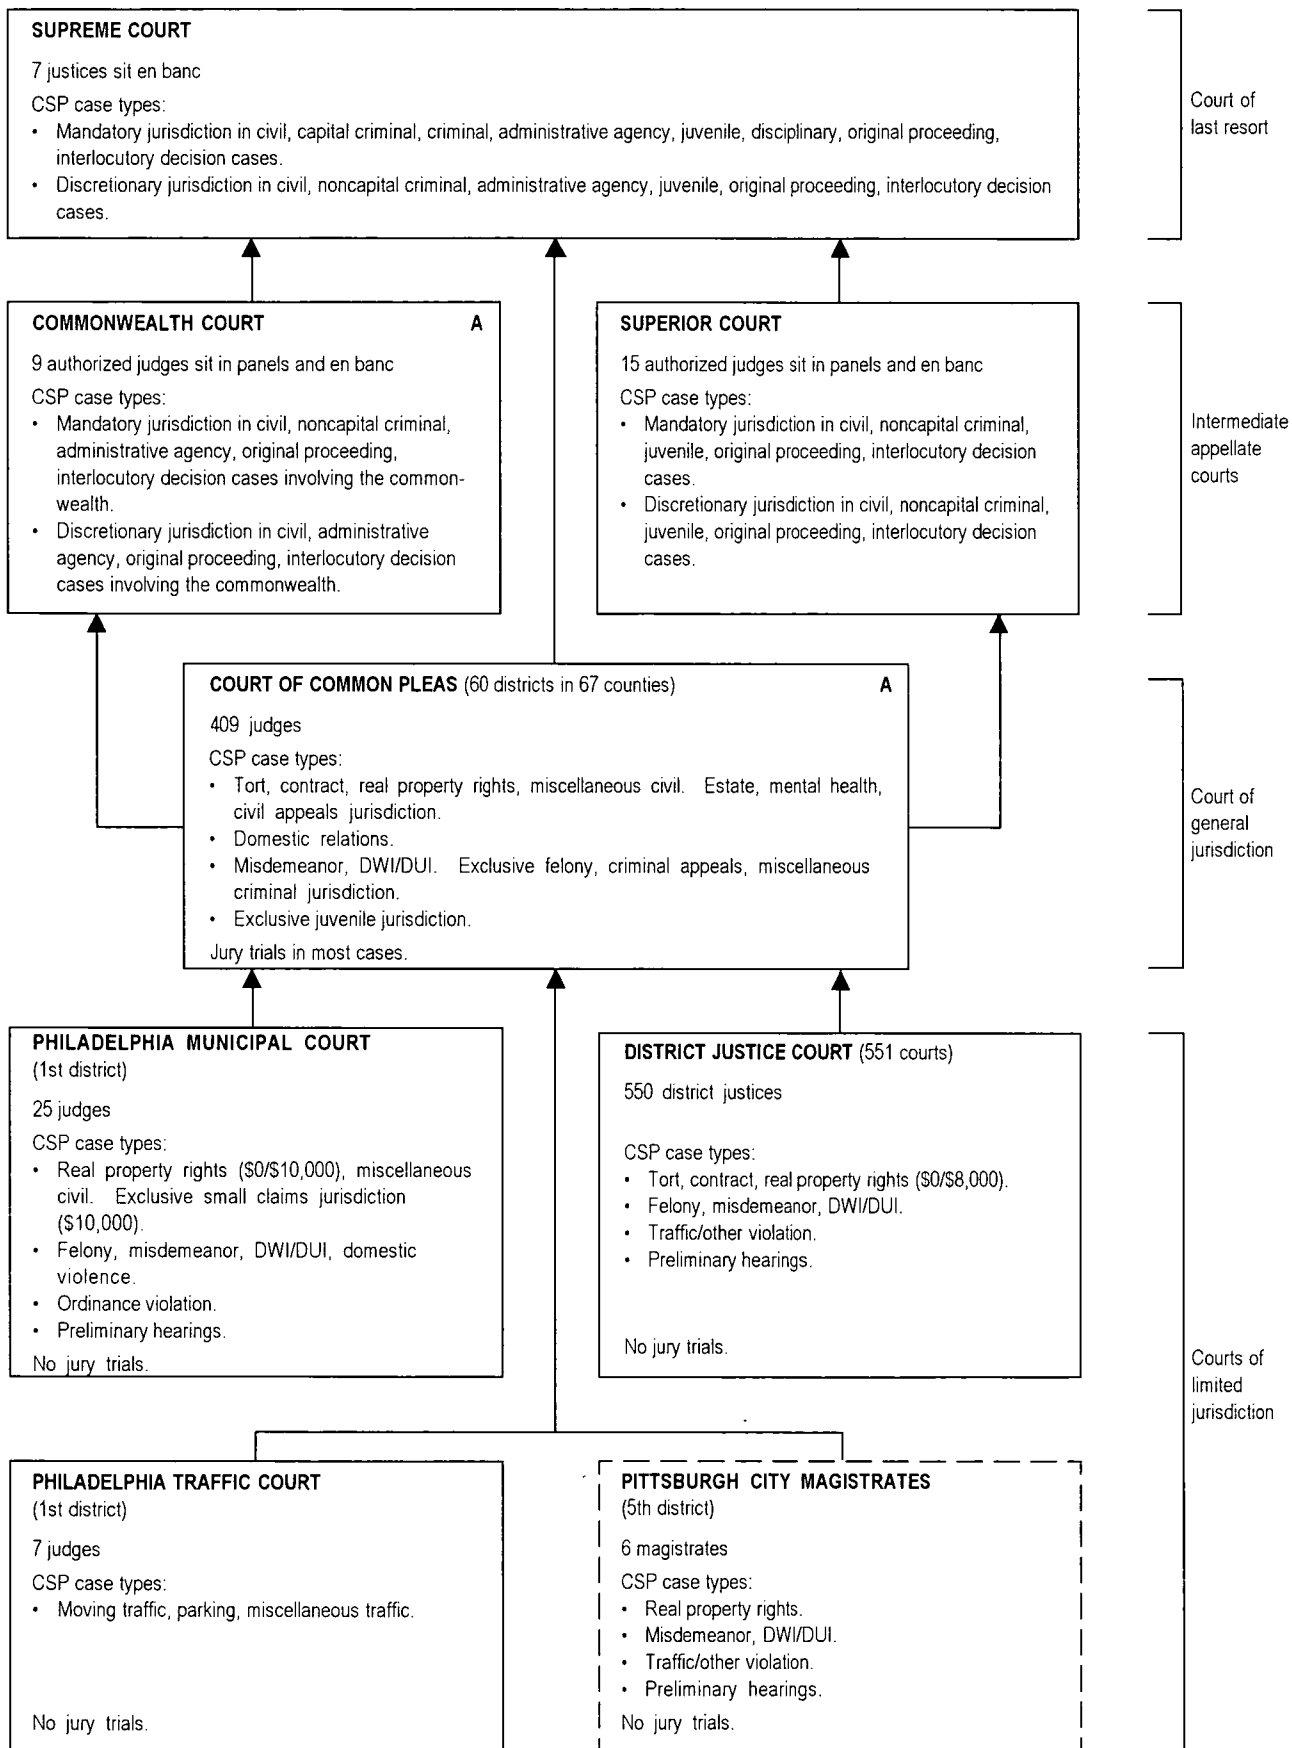 SUPREME COURT
7 justices sit en banc
CSP case types:
• Mandatory jurisdiction in civil, capital criminal, criminal, administrative agency, juvenile, disciplinary, original proceeding,
interlocutory decision cases.
• Discretionary jurisdiction in civil, noncapital criminal, administrative agency, juvenile, original proceeding, interlocutory decision
cases.
Court of
last resort
COMMONWEALTH COURT A
9 authorized judges sit in panels and en banc
CSP case types:
• Mandatory jurisdiction in civil, noncapital criminal,
administrative agency, original proceeding,
interlocutory decision cases involving the common-
wealth.
• Discretionary jurisdiction in civil, administrative
agency, original proceeding, interlocutory decision
cases involving the commonwealth.
SUPERIOR COURT
15 authorized judges sit in panels and en banc
CSP case types:
• Mandatory jurisdiction in civil, noncapital criminal,
juvenile, original proceeding, interlocutory decision
cases.
• Discretionary jurisdiction in civil, noncapital criminal,
juvenile, original proceeding, interlocutory decision
cases.
Intermediate
appellate
courts
COURT OF COMMON PLEAS (60 districts in 67 counties) A
409 judges
CSP case types:
• Tort, contract, real property rights, miscellaneous civil. Estate, mental health,
civil appeals jurisdiction.
• Domestic relations.
• Misdemeanor, DWI/DUI. Exclusive felony, criminal appeals, miscellaneous
criminal jurisdiction.
• Exclusive juvenile jurisdiction.
Jury trials in most cases.
Court of
general
jurisdiction
PHILADELPHIA MUNICIPAL COURT
(1st district)
25 judges
CSP case types:
• Real property rights ($0/$10,000), miscellaneous
civil. Exclusive small claims jurisdiction
($10,000).
• Felony, misdemeanor, DWI/DUI, domestic
violence.
• Ordinance violation.
• Preliminary hearings.
No jury trials.
DISTRICT JUSTICE COURT (551 courts)
550 district justices
CSP case types:
• Tort, contract, real property rights ($0/$8,000).
• Felony, misdemeanor, DWI/DUI.
• Traffic/other violation.
• Preliminary hearings.
No jury trials.
Courts of
limited
jurisdiction
PHILADELPHIA TRAFFIC COURT
(1st district)
7 judges
CSP case types:
• Moving traffic, parking, miscellaneous traffic.
No jury trials.
PITTSBURGH CITY MAGISTRATES
(5th district)
6 magistrates
CSP case types:
• Real property rights.
• Misdemeanor, DWI/DUI.
• Traffic/other violation.
• Preliminary hearings.
No jury trials.